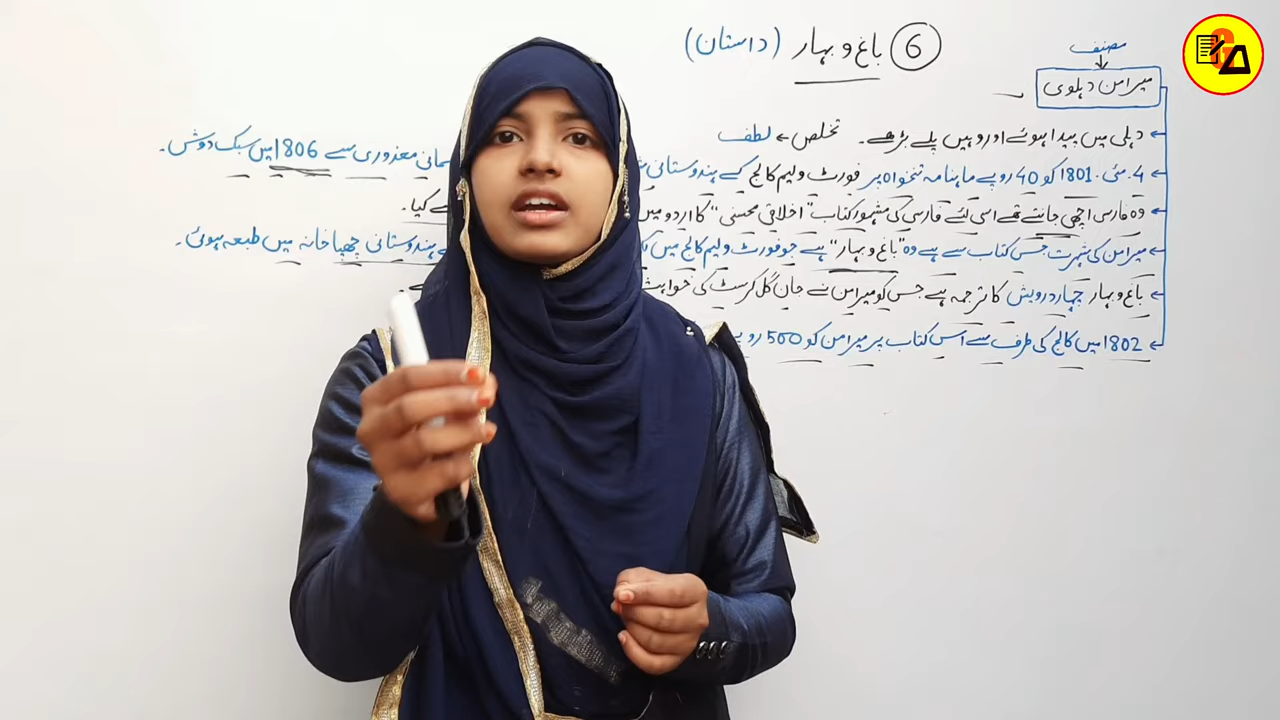 ⑥ باغ و بہار (داستان)
مصنف
میر امن دہلوی
دہلی میں پیدا ہوئے اور وہیں پلے بڑھے۔ تخلص ← لطف
4 مئی 1801 کو 40 روپے ماہنامہ تنخواہ پر فورٹ ولیم کالج کے ہندوستانی معذوری سے 1806 میں سبک دوش۔
وہ فارسی اچھی جانتے تھے اسی لئے فارسی کی مشہور کتاب "اخلاق محسنی" کا اردو میں کیا۔
میر امن کی شہرت جس کتاب سے ہے وہ "باغ و بہار" ہے جو فورٹ ولیم کالج میں ہندوستانی چھاپا خانہ میں طبعہ ہوئی۔
باغ و بہار چہار درویش کا ترجمہ ہے جس کو میر امن نے جان گل کرسٹ کی
1802 میں کالج کی طرف سے اس کتاب پر میر امن کو 500